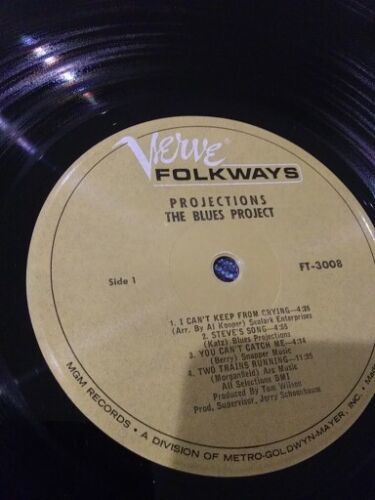 Verve
FOLKWAYS
PROJECTIONS
THE BLUES PROJECT
Side 1
FT-3008
1. I CAN'T KEEP FROM CRYING—4:25
(Arr. By Al Kooper) Sealark Enterprises
2. STEVE'S SONG—4:55
(Katz) Blues Projections
3. YOU CAN'T CATCH ME—4:14
(Berry) Snapper Music
4. TWO TRAINS RUNNING—11:35
(Morganfield) Arc Music
All Selections BMI
Produced By Tom Wilson
Prod. Supervisor, Jerry Schoenbaum
MGM RECORDS • A DIVISION OF METRO-GOLDWYN-MAYER, INC. •